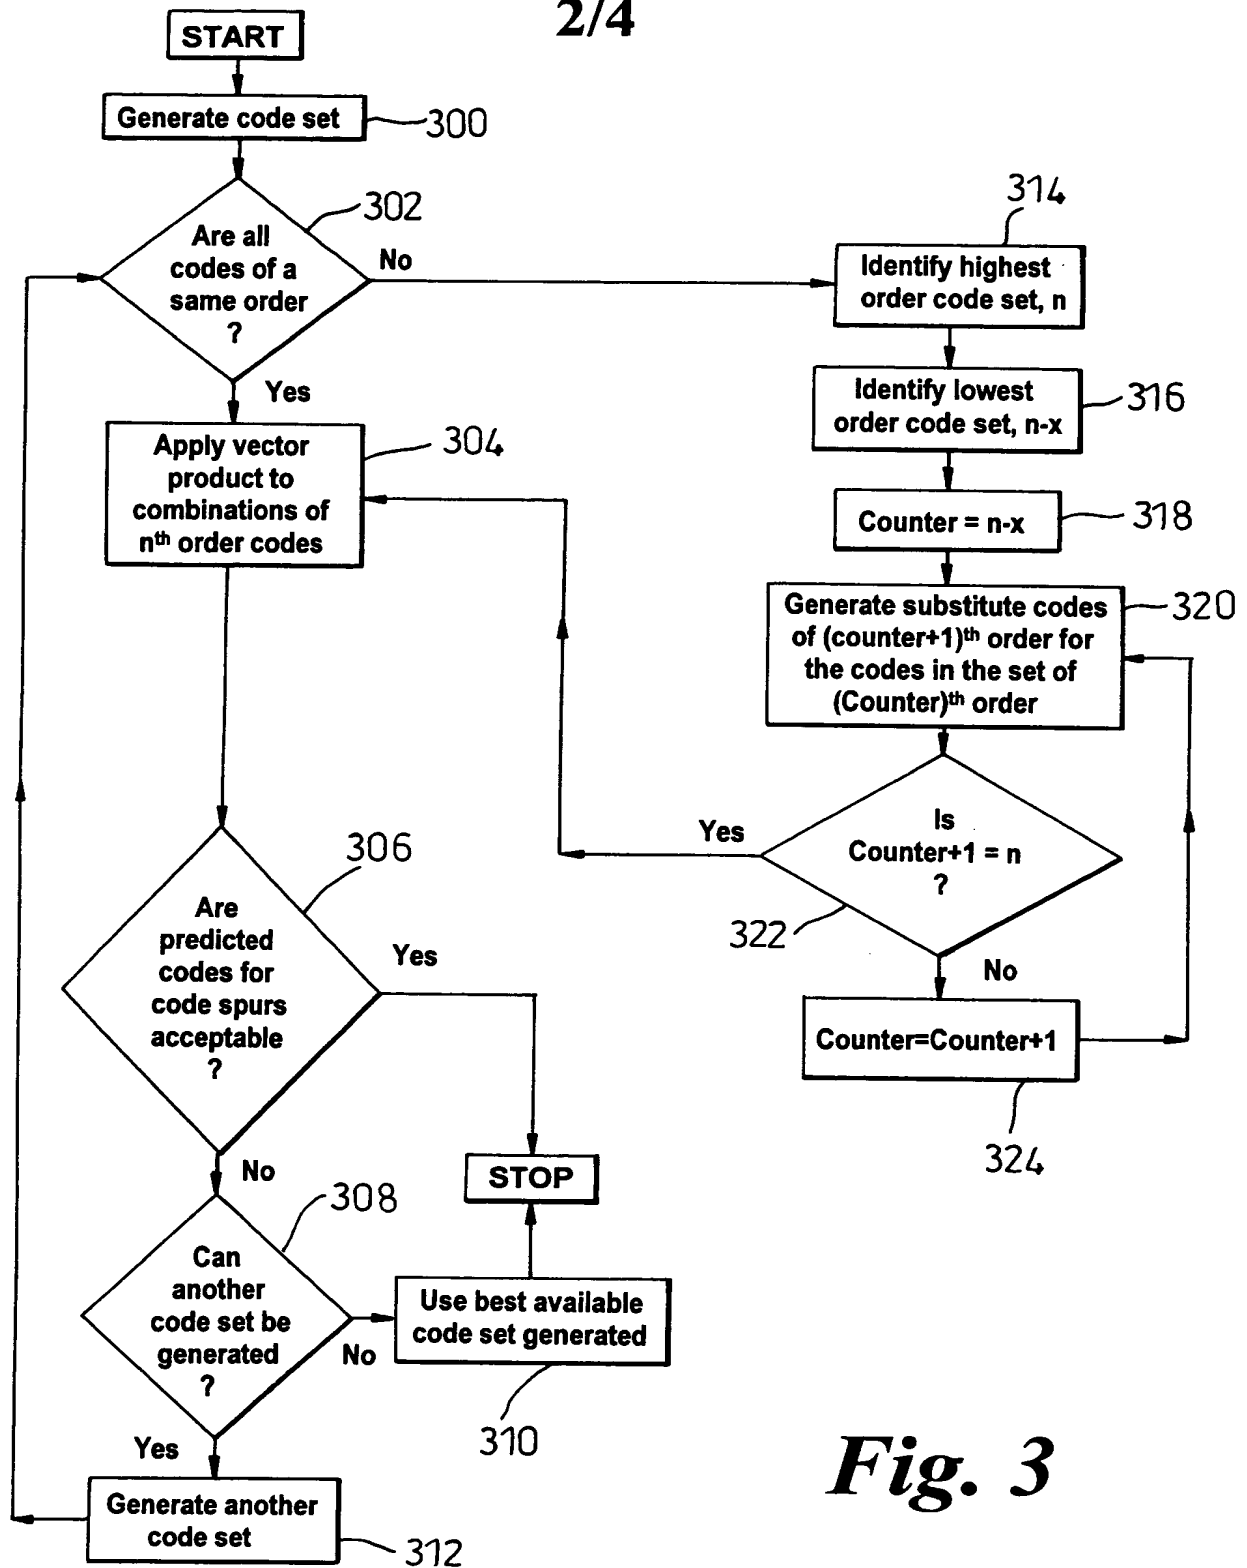 2/4
START
Generate code set
300
302
Are all
codes of a
same order
?
No
Yes
304
Apply vector
product to
combinations of
nth order codes
306
Are
predicted
codes for
code spurs
acceptable
?
Yes
No
STOP
308
Can
another
code set be
generated
?
No
Use best available
code set generated
310
Yes
Generate another
code set
312
314
Identify highest
order code set, n
Identify lowest
order code set, n-x
316
Counter = n-x
318
Generate substitute codes
of (counter+1)th order for
the codes in the set of
(Counter)th order
320
Is
Counter+1 = n
?
Yes
322
No
Counter=Counter+1
324
Fig. 3